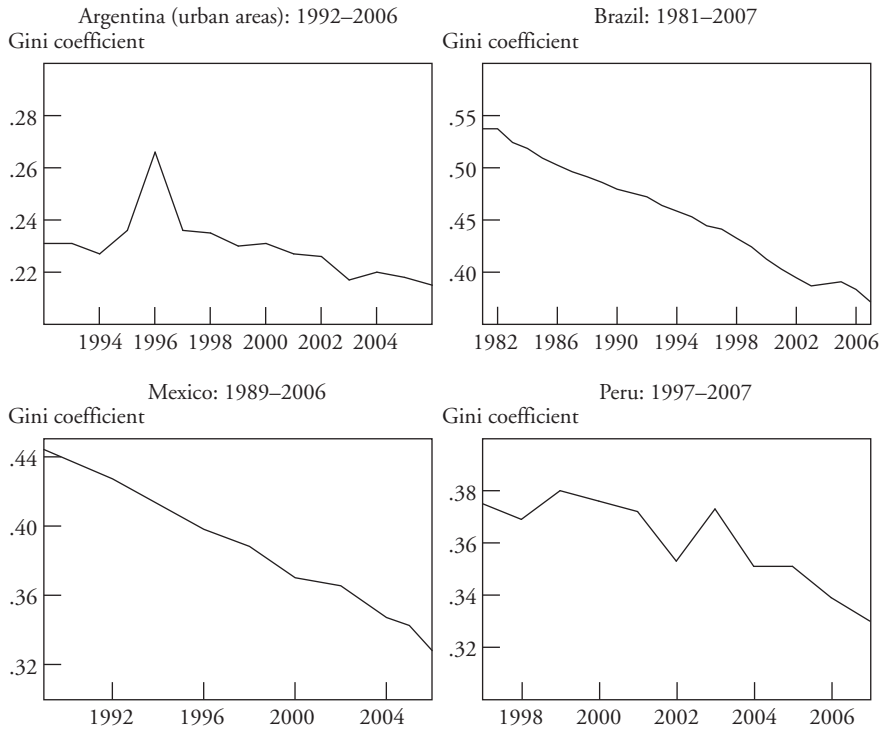 Argentina (urban areas): 1992–2006
Gini coefficient
.28
.26
.24
.22
1994 1996 1998 2000 2002 2004
Brazil: 1981–2007
Gini coefficient
.55
.50
.45
.40
1982 1986 1990 1994 1998 2002 2006
Mexico: 1989–2006
Gini coefficient
.44
.40
.36
.32
1992 1996 2000 2004
Peru: 1997–2007
Gini coefficient
.38
.36
.34
.32
1998 2000 2002 2004 2006